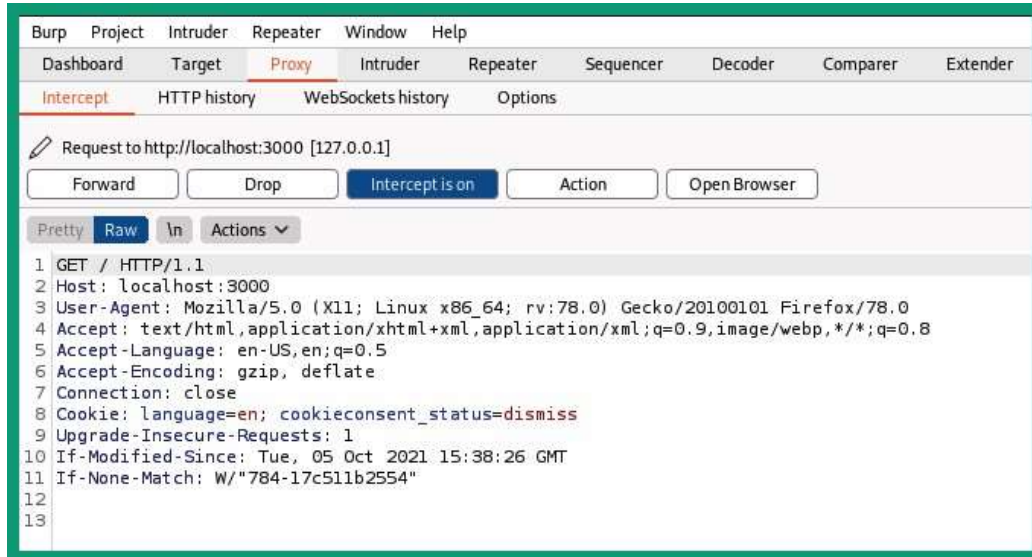 Burp Project Intruder Repeater Window Help
Dashboard Target Proxy Intruder Repeater Sequencer Decoder Comparer Extender
Intercept HTTP history WebSockets history Options
Request to http://localhost:3000 [127.0.0.1]
Forward Drop Intercept is on Action Open Browser
Pretty Raw \n Actions
1 GET / HTTP/1.1
2 Host: localhost:3000
3 User-Agent: Mozilla/5.0 (X11; Linux x86_64; rv:78.0) Gecko/20100101 Firefox/78.0
4 Accept: text/html,application/xhtml+xml,application/xml;q=0.9,image/webp,*/*;q=0.8
5 Accept-Language: en-US,en;q=0.5
6 Accept-Encoding: gzip, deflate
7 Connection: close
8 Cookie: language=en; cookieconsent_status=dismiss
9 Upgrade-Insecure-Requests: 1
10 If-Modified-Since: Tue, 05 Oct 2021 15:38:26 GMT
11 If-None-Match: W/"784-17c511b2554"
12
13